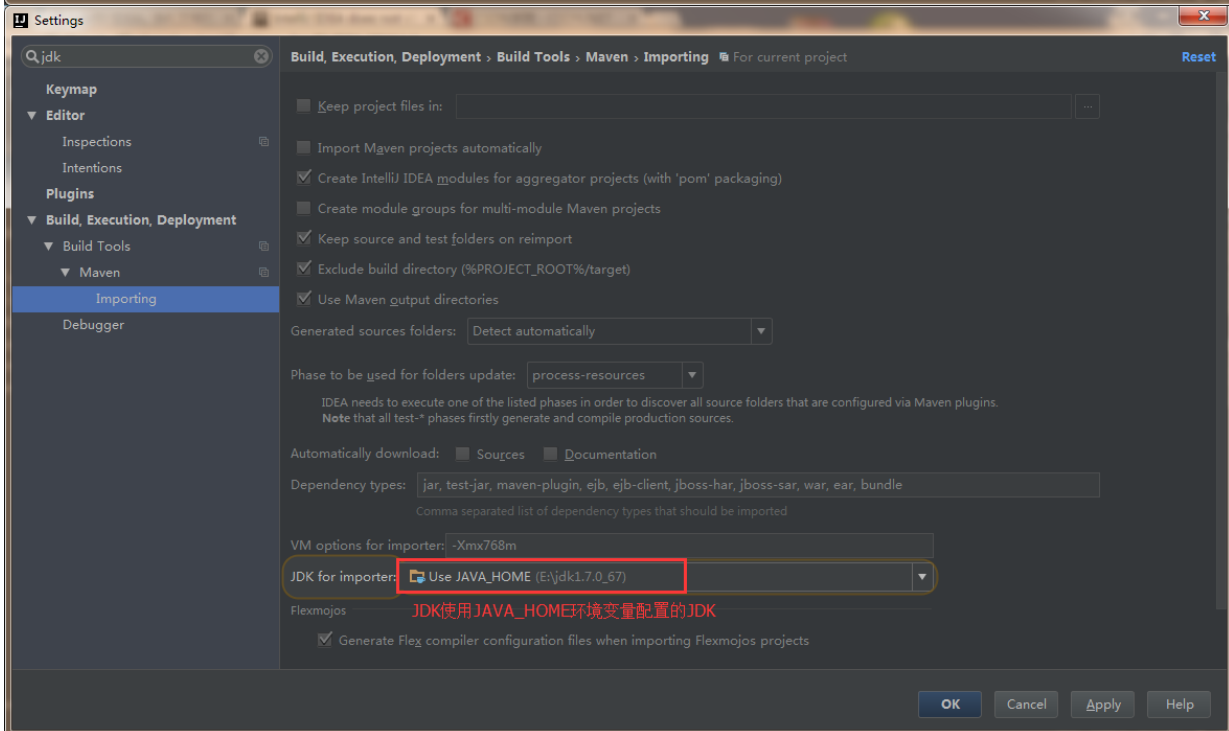 Settings
jdk
Keymap
Editor
Inspections
Intentions
Plugins
Build, Execution, Deployment
Build Tools
Maven
Importing
Debugger
Build, Execution, Deployment › Build Tools › Maven › Importing For current project Reset
Keep project files in: ...
Import Maven projects automatically
Create IntelliJ IDEA modules for aggregator projects (with 'pom' packaging)
Create module groups for multi-module Maven projects
Keep source and test folders on reimport
Exclude build directory (%PROJECT_ROOT%/target)
Use Maven output directories
Generated sources folders: Detect automatically
Phase to be used for folders update: process-resources
IDEA needs to execute one of the listed phases in order to discover all source folders that are configured via Maven plugins.
Note that all test-* phases firstly generate and compile production sources.
Automatically download: Sources Documentation
Dependency types: jar, test-jar, maven-plugin, ejb, ejb-client, jboss-har, jboss-sar, war, ear, bundle
Comma separated list of dependency types that should be imported
VM options for importer: -Xmx768m
JDK for importer: Use JAVA_HOME (E:\jdk1.7.0_67)
Flexmojos JDK使用JAVA_HOME环境变量配置的JDK
Generate Flex compiler configuration files when importing Flexmojos projects
OK Cancel Apply Help